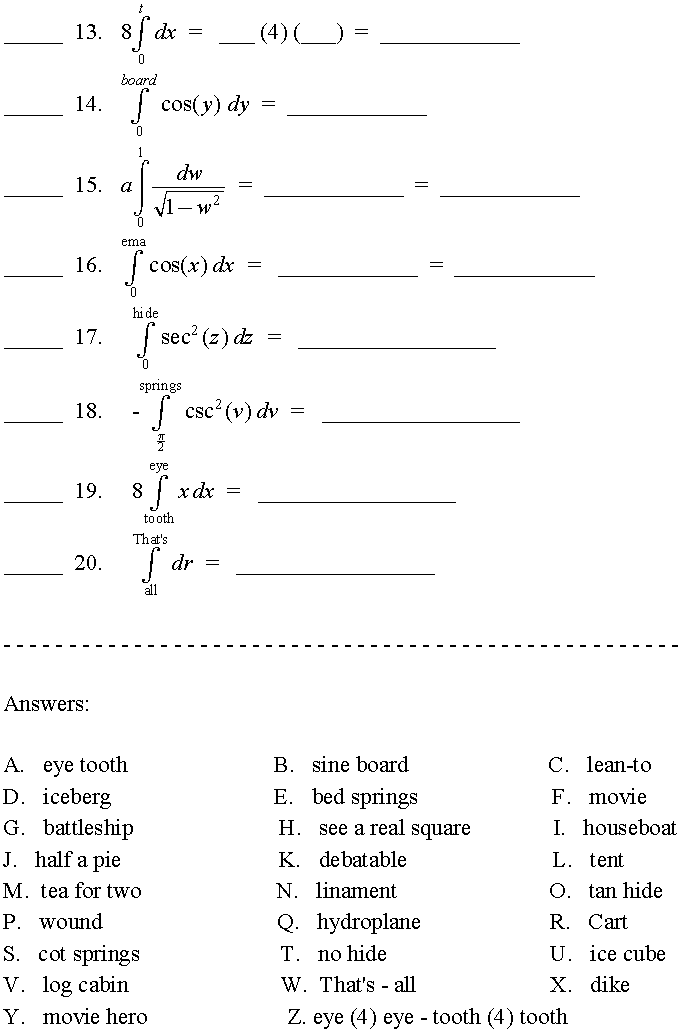 _____ 13. 8∫₀ᵗ dx = ___ (4) (___) = ____________
_____ 14. ∫₀^board cos(y) dy = ____________
_____ 15. a∫₀¹ dw/√(1 − w²) = ____________ = ____________
_____ 16. ∫₀^ema cos(x) dx = ____________ = ____________
_____ 17. ∫₀^hide sec²(z) dz = _________________
_____ 18. -∫_{π/2}^springs csc²(v) dv = _________________
_____ 19. 8∫_tooth^eye x dx = _________________
_____ 20. ∫_all^That's dr = _________________
- - - - - - - - - - - - - - - - - - - - - - - - - - - - - - - - - - - - - - - - - - - - - - - - - - - - - - - - -
Answers:
A. eye tooth B. sine board C. lean-to
D. iceberg E. bed springs F. movie
G. battleship H. see a real square I. houseboat
J. half a pie K. debatable L. tent
M. tea for two N. linament O. tan hide
P. wound Q. hydroplane R. Cart
S. cot springs T. no hide U. ice cube
V. log cabin W. That's - all X. dike
Y. movie hero Z. eye (4) eye - tooth (4) tooth